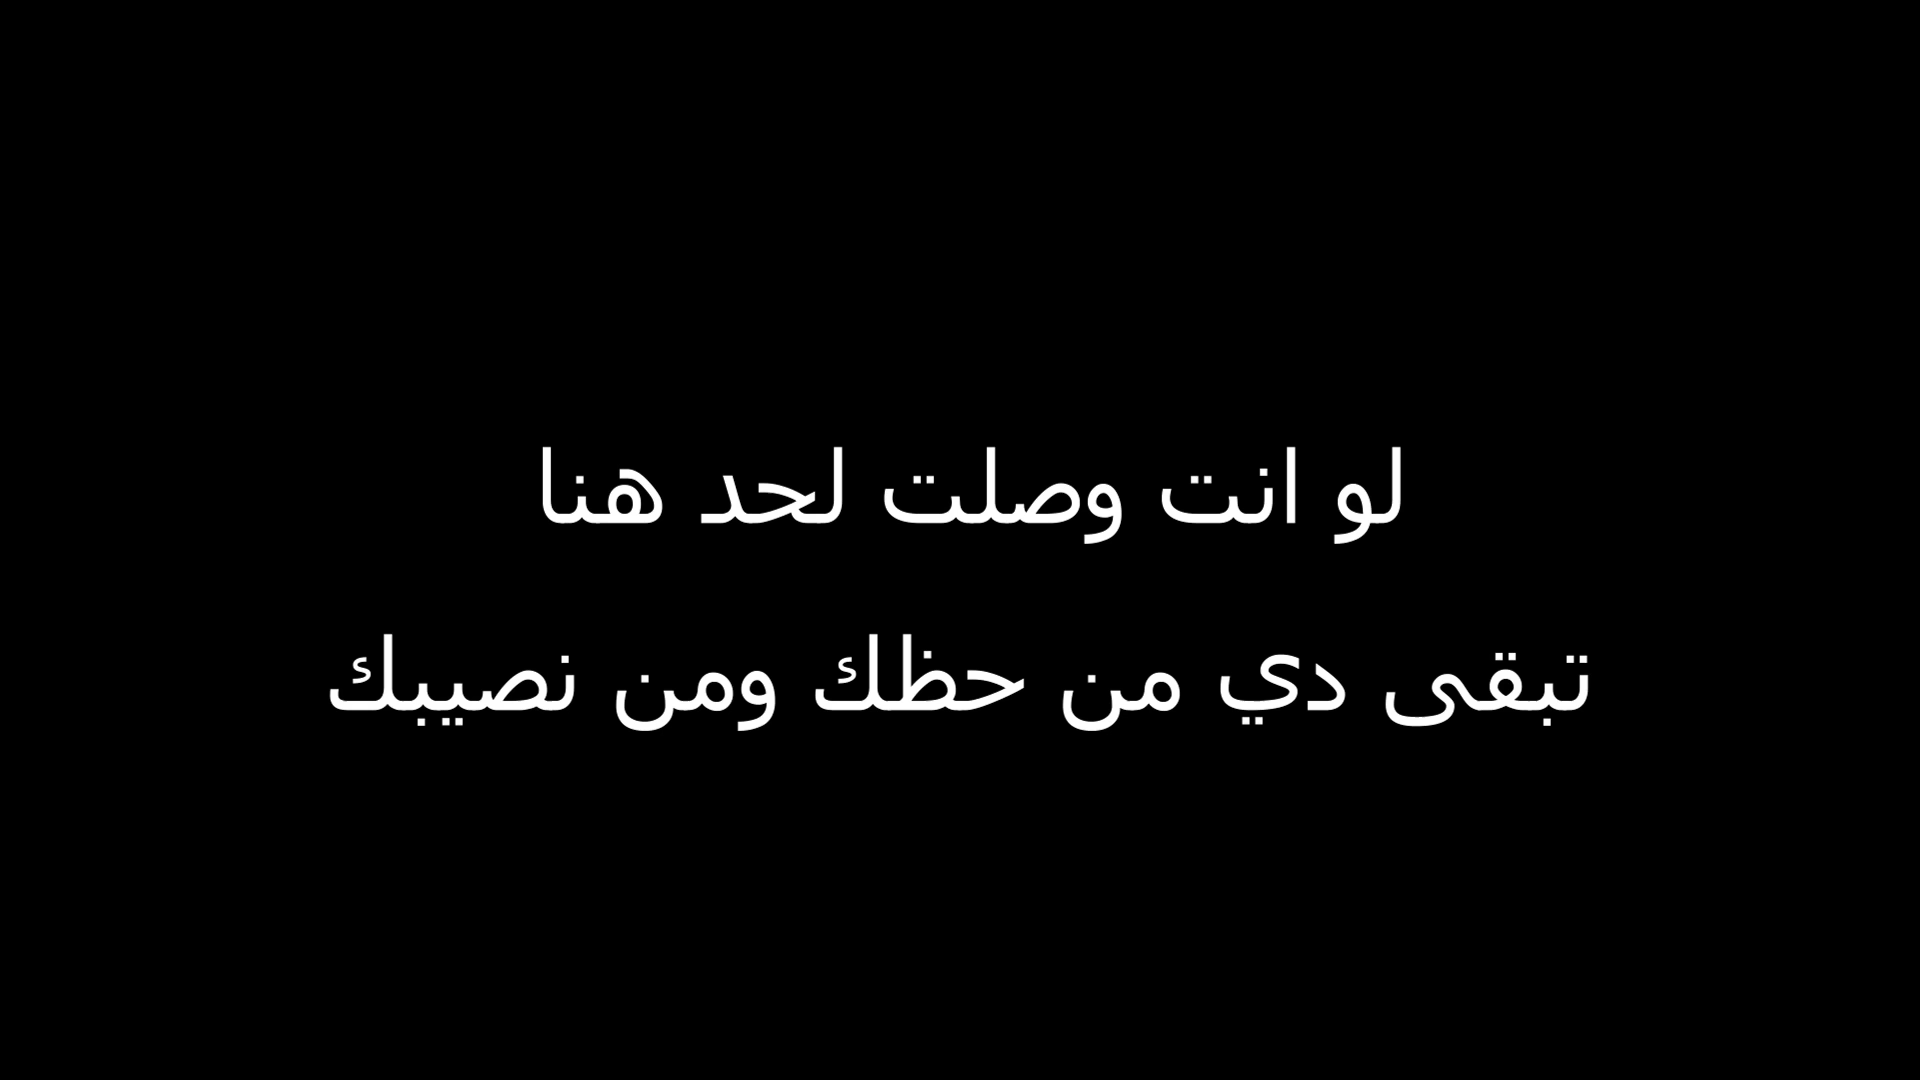 لو انت وصلت لحد هنا
تبقى دي من حظك ومن نصيبك